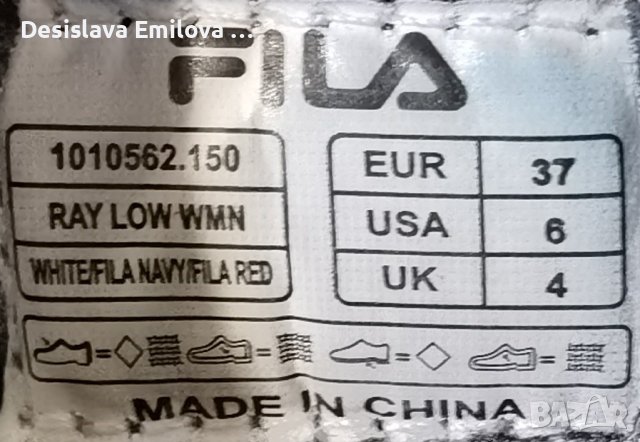 Desislava Emilova ...
FILA
1010562.150
RAY LOW WMN
WHITE/FILA NAVY/FILA RED
EUR 37
USA 6
UK 4
MADE IN CHINA
BAZAR